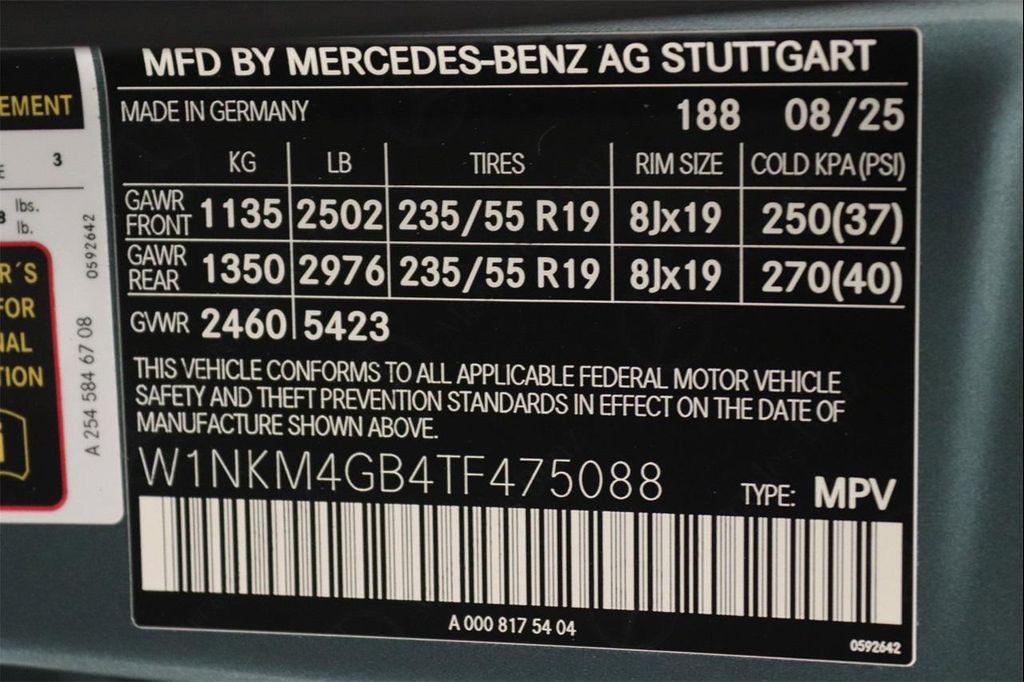 MFD BY MERCEDES-BENZ AG STUTTGART
MADE IN GERMANY 188 08/25
KG LB TIRES RIM SIZE COLD KPA (PSI)
GAWR FRONT 1135 2502 235/55 R19 8Jx19 250(37)
GAWR REAR 1350 2976 235/55 R19 8Jx19 270(40)
GVWR 2460 5423
THIS VEHICLE CONFORMS TO ALL APPLICABLE FEDERAL MOTOR VEHICLE
SAFETY AND THEFT PREVENTION STANDARDS IN EFFECT ON THE DATE OF
MANUFACTURE SHOWN ABOVE.
W1NKM4GB4TF475088 TYPE: MPV
A 000 817 54 04
0592642
EMENT
3
lbs.
lb.
R´S
FOR
TION
0592642
A 254 584 67 08